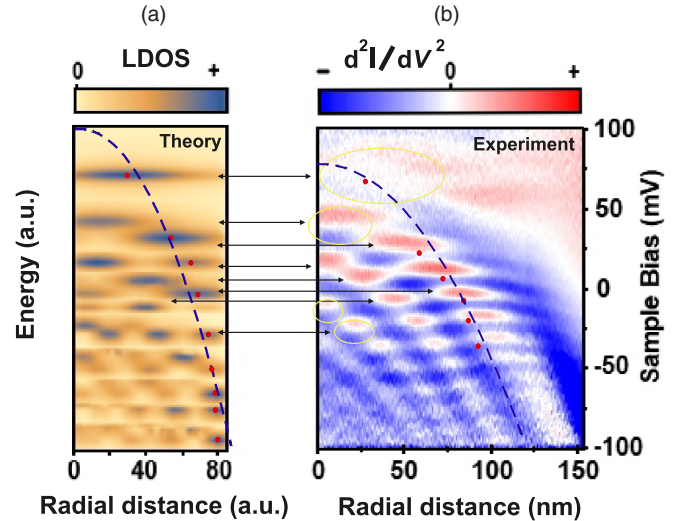 (a)
(b)
LDOS
d²I/dV²
0
+
−
0
+
Theory
Experiment
100
50
0
-50
-100
Energy (a.u.)
Sample Bias (mV)
0
40
80
0
50
100
150
Radial distance (a.u.)
Radial distance (nm)